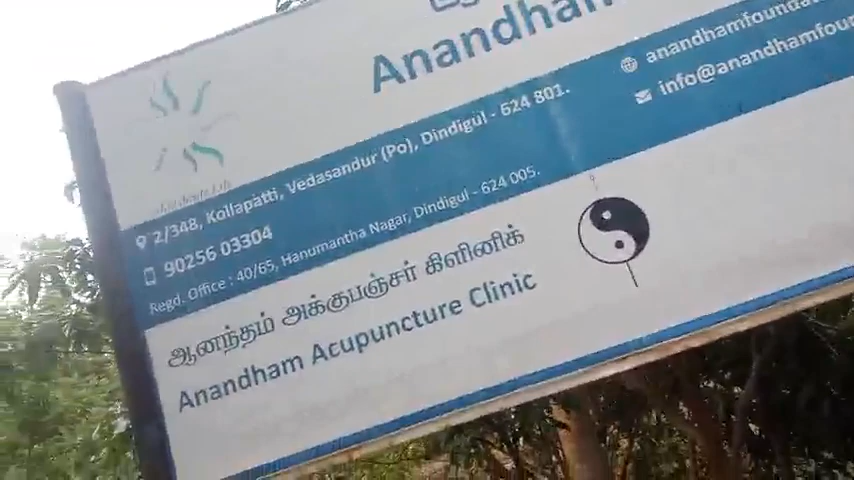 Anandham
2/348, Kollapatti, Vedasandur (Po), Dindigul - 624 801.
90256 03304
Regd. Office : 40/65, Hanumantha Nagar, Dindigul - 624 005.
anandhamfoundat
info@anandhamfou
ஆனந்தம் அக்குபஞ்சர் கிளினிக்
Anandham Acupuncture Clinic